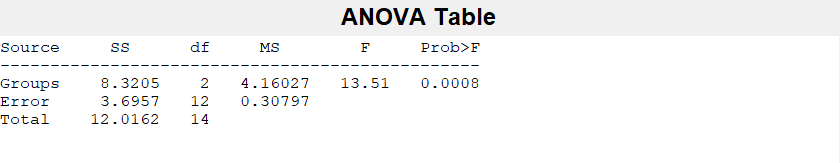 ANOVA Table
Source SS df MS F Prob>F
------------------------------------------------
Groups 8.3205 2 4.16027 13.51 0.0008
Error 3.6957 12 0.30797
Total 12.0162 14